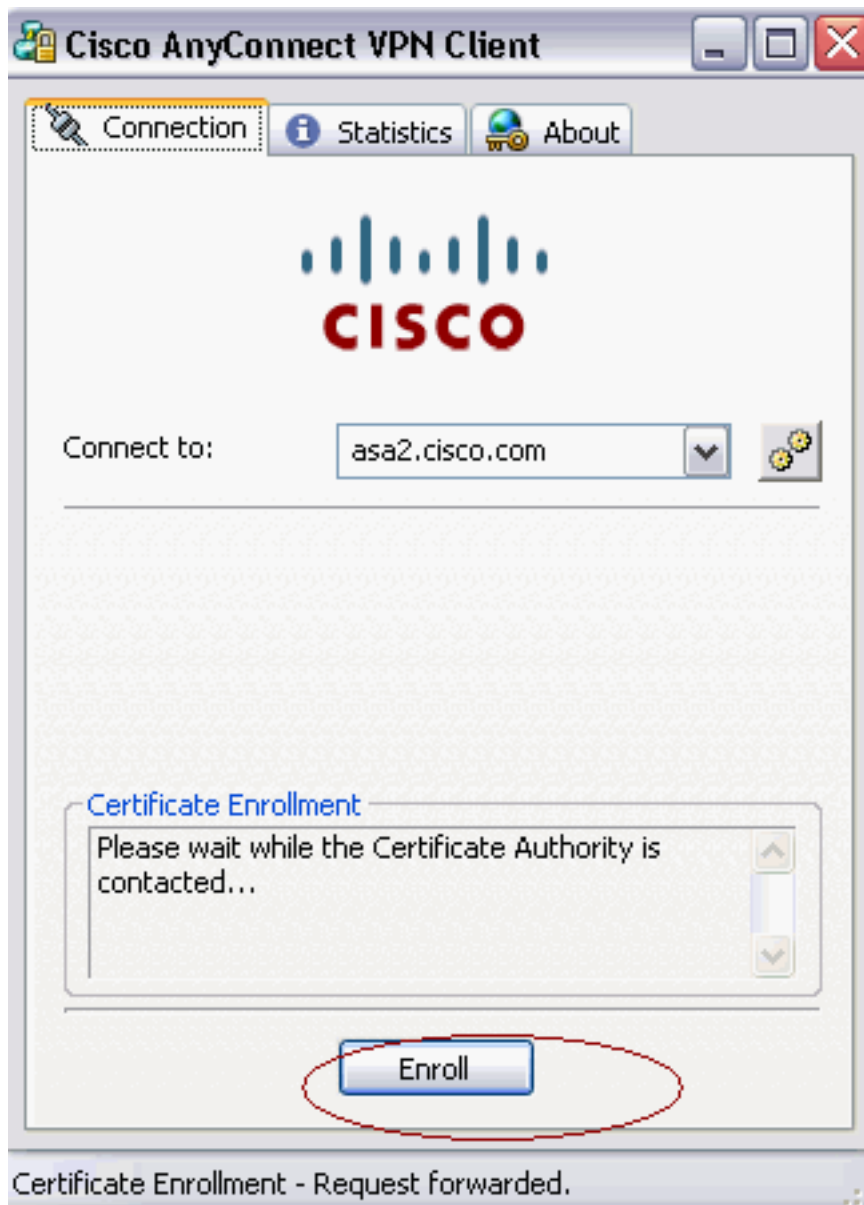 Cisco AnyConnect VPN Client
Connection
Statistics
About
CISCO
Connect to:
asa2.cisco.com
Certificate Enrollment
Please wait while the Certificate Authority is
contacted...
Enroll
Certificate Enrollment - Request forwarded.